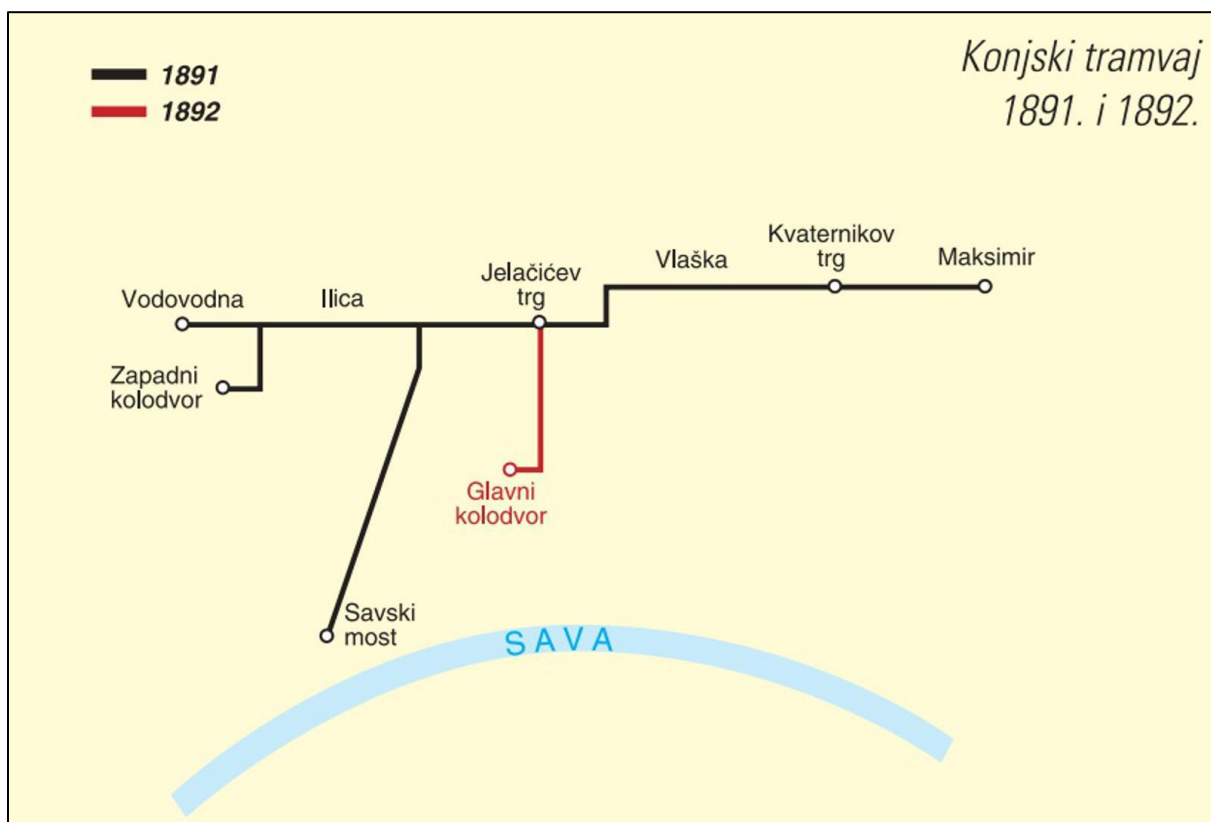 1891
1892
Konjski tramvaj
1891. i 1892.
Vodovodna
Ilica
Jelačićev
trg
Vlaška
Kvaternikov
trg
Maksimir
Zapadni
kolodvor
Glavni
kolodvor
Savski
most
SAVA